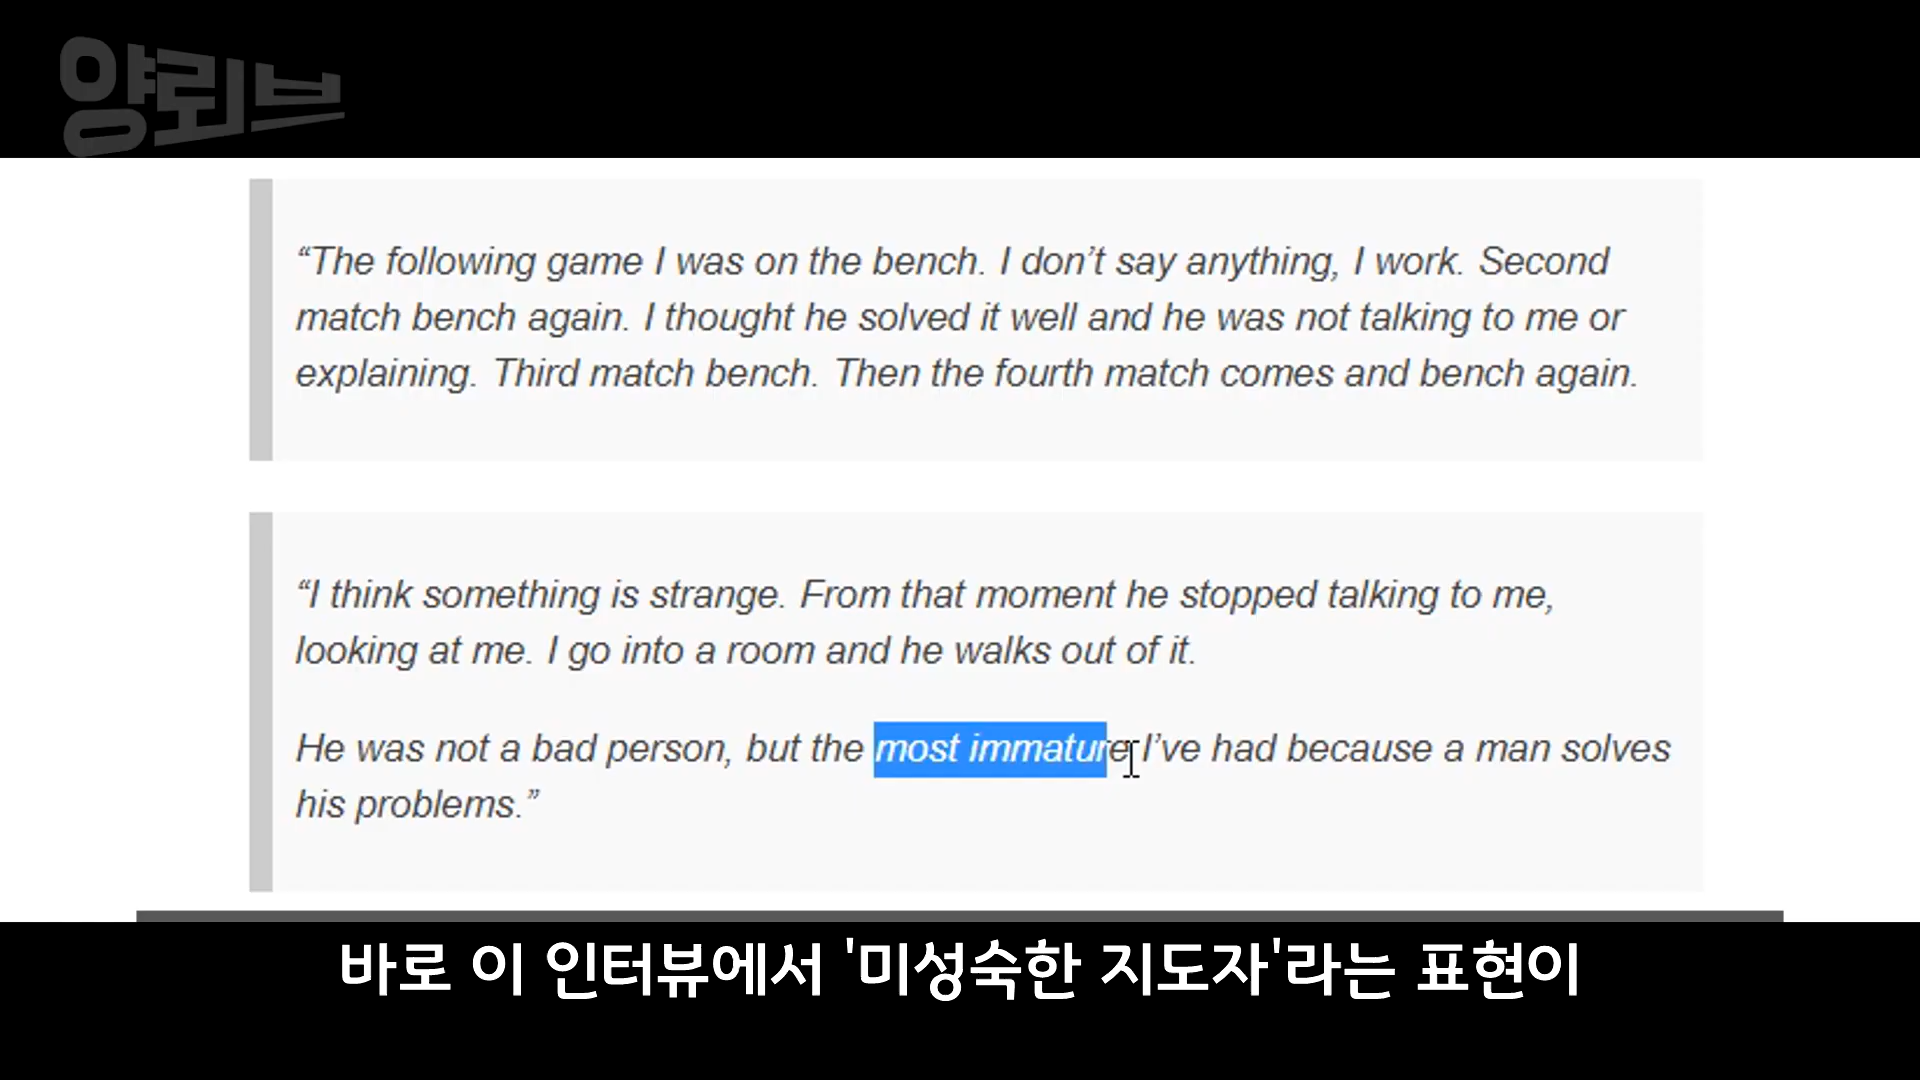 양뢰브
“The following game I was on the bench. I don’t say anything, I work. Second
match bench again. I thought he solved it well and he was not talking to me or
explaining. Third match bench. Then the fourth match comes and bench again.
“I think something is strange. From that moment he stopped talking to me,
looking at me. I go into a room and he walks out of it.
He was not a bad person, but the most immature I’ve had because a man solves
his problems.”
바로 이 인터뷰에서 '미성숙한 지도자'라는 표현이